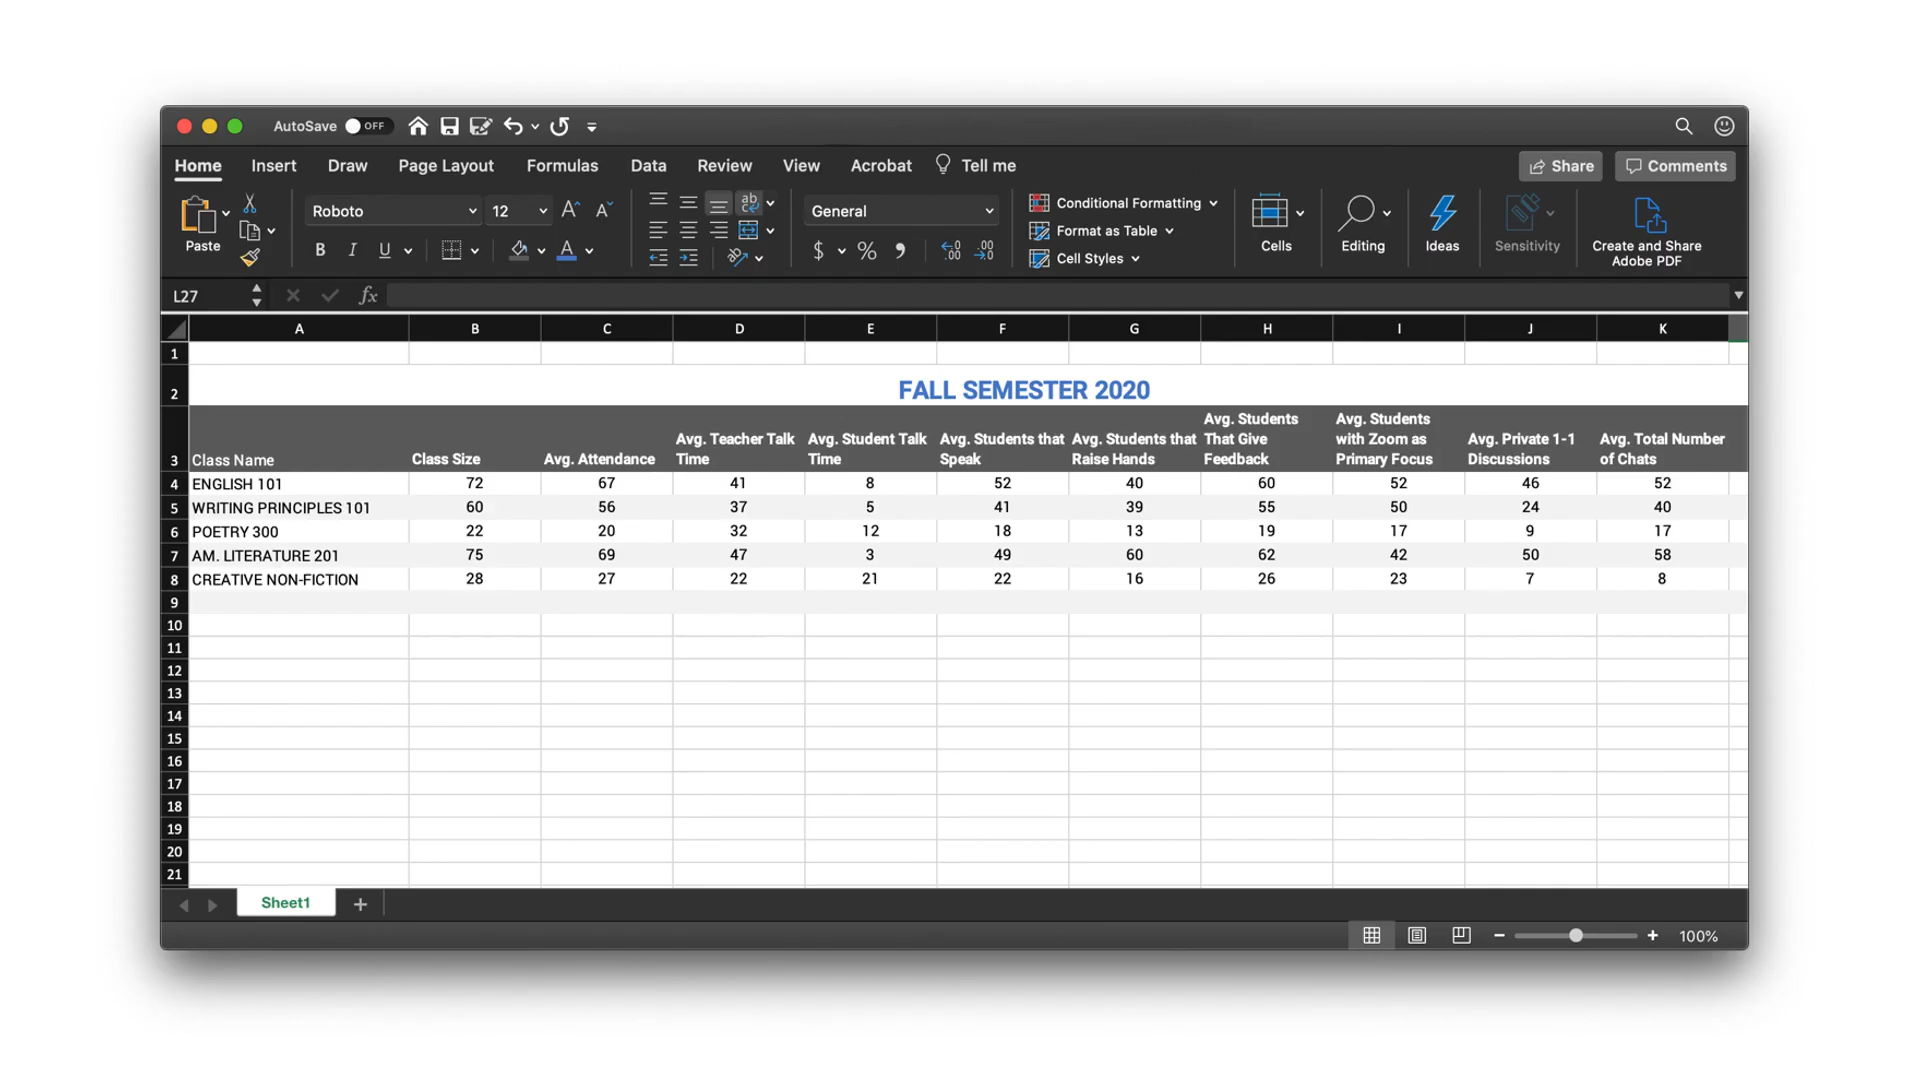 AutoSave OFF
Home Insert Draw Page Layout Formulas Data Review View Acrobat Tell me Share Comments
Paste Roboto 12 General Conditional Formatting Format as Table Cell Styles Cells Editing Ideas Sensitivity Create and Share Adobe PDF
B I U $ % ab
L27 fx
A B C D E F G H I J K
1
2 FALL SEMESTER 2020
3 Class Name Class Size Avg. Attendance Avg. Teacher Talk Time Avg. Student Talk Time Avg. Students that Speak Avg. Students that Raise Hands Avg. Students That Give Feedback Avg. Students with Zoom as Primary Focus Avg. Private 1-1 Discussions Avg. Total Number of Chats
4 ENGLISH 101 72 67 41 8 52 40 60 52 46 52
5 WRITING PRINCIPLES 101 60 56 37 5 41 39 55 50 24 40
6 POETRY 300 22 20 32 12 18 13 19 17 9 17
7 AM. LITERATURE 201 75 69 47 3 49 60 62 42 50 58
8 CREATIVE NON-FICTION 28 27 22 21 22 16 26 23 7 8
9
10
11
12
13
14
15
16
17
18
19
20
21
Sheet1 +
100%